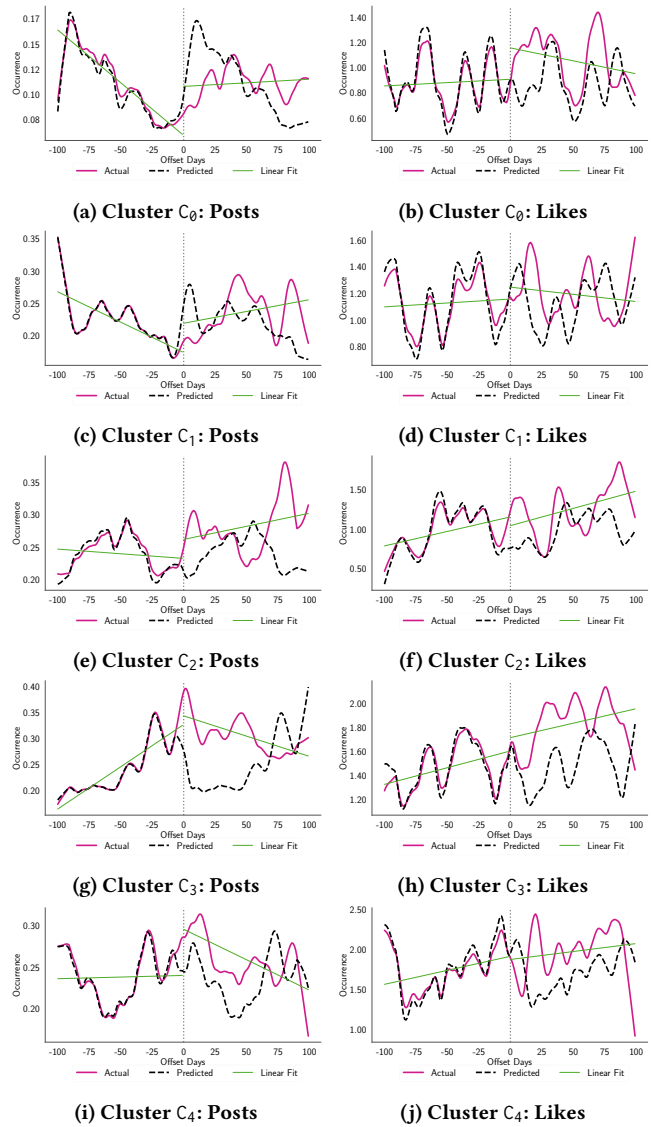 0.17
0.15
0.12
0.10
0.08
Occurrence
-100 -75 -50 -25 0 25 50 75 100
Offset Days
Actual Predicted Linear Fit
(a) Cluster C0: Posts
1.40
1.20
1.00
0.80
0.60
Occurrence
-100 -75 -50 -25 0 25 50 75 100
Offset Days
Actual Predicted Linear Fit
(b) Cluster C0: Likes
0.35
0.30
0.25
0.20
Occurrence
-100 -75 -50 -25 0 25 50 75 100
Offset Days
Actual Predicted Linear Fit
(c) Cluster C1: Posts
1.60
1.40
1.20
1.00
0.80
Occurrence
-100 -75 -50 -25 0 25 50 75 100
Offset Days
Actual Predicted Linear Fit
(d) Cluster C1: Likes
0.35
0.30
0.25
0.20
Occurrence
-100 -75 -50 -25 0 25 50 75 100
Offset Days
Actual Predicted Linear Fit
(e) Cluster C2: Posts
1.50
1.00
0.50
Occurrence
-100 -75 -50 -25 0 25 50 75 100
Offset Days
Actual Predicted Linear Fit
(f) Cluster C2: Likes
0.40
0.35
0.30
0.25
0.20
Occurrence
-100 -75 -50 -25 0 25 50 75 100
Offset Days
Actual Predicted Linear Fit
(g) Cluster C3: Posts
2.00
1.80
1.60
1.40
1.20
Occurrence
-100 -75 -50 -25 0 25 50 75 100
Offset Days
Actual Predicted Linear Fit
(h) Cluster C3: Likes
0.30
0.25
0.20
Occurrence
-100 -75 -50 -25 0 25 50 75 100
Offset Days
Actual Predicted Linear Fit
(i) Cluster C4: Posts
2.50
2.00
1.50
1.00
Occurrence
-100 -75 -50 -25 0 25 50 75 100
Offset Days
Actual Predicted Linear Fit
(j) Cluster C4: Likes